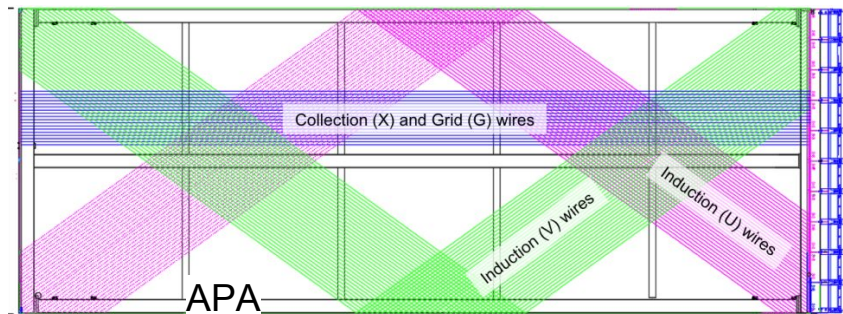 Collection (X) and Grid (G) wires
Induction (V) wires
Induction (U) wires
APA